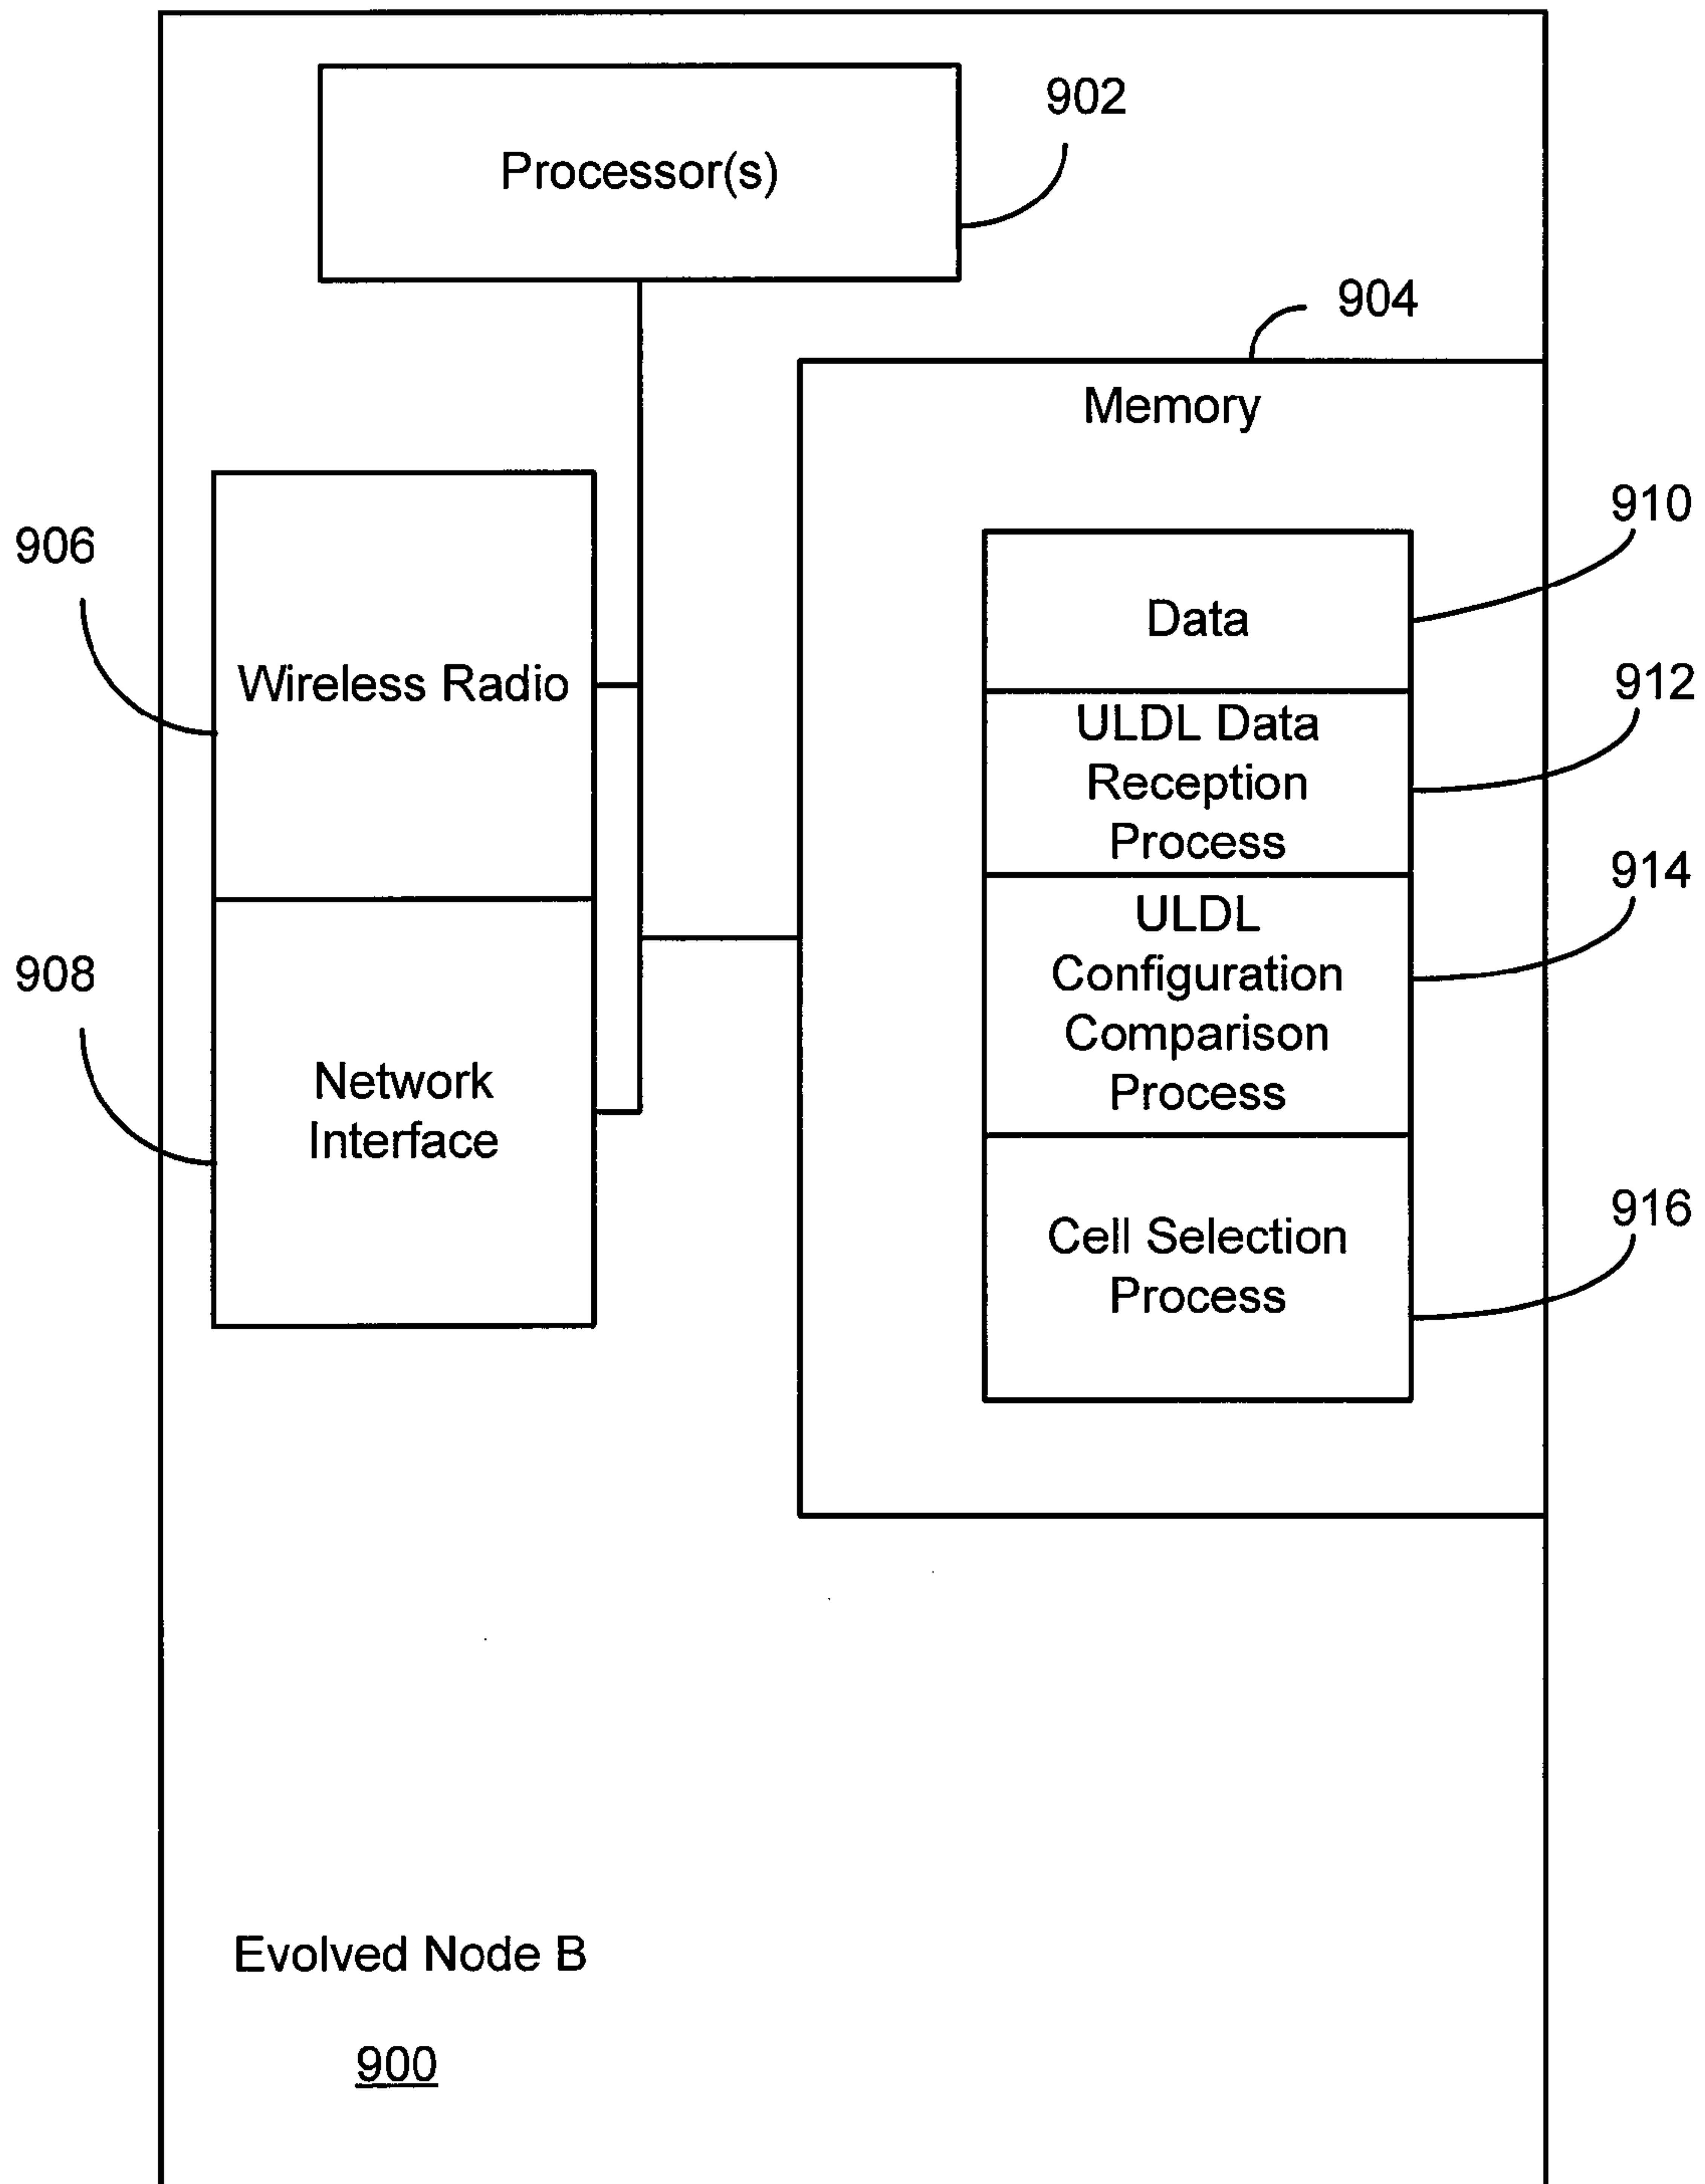 902
Processor(s)
904
Memory
910
906
Data
Wireless Radio
912
ULDL Data
Reception
Process
914
ULDL
Configuration
Comparison
Process
908
Network
Interface
916
Cell Selection
Process
Evolved Node B
900